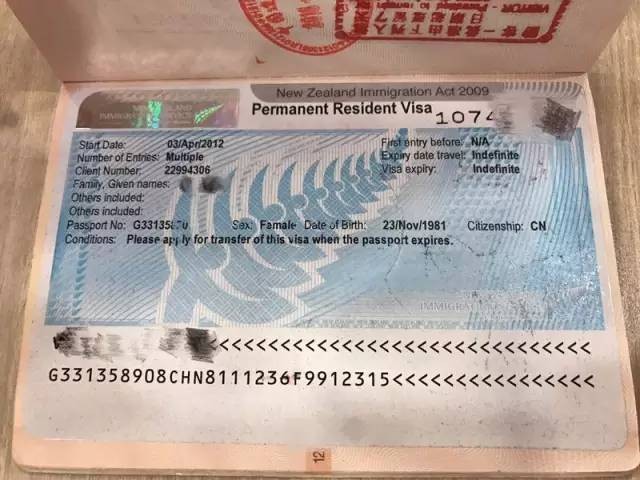 New Zealand Immigration Act 2009
Permanent Resident Visa
1074
Start Date: 03/Apr/2012 First entry before: N/A
Number of Entries: Multiple Expiry date travel: Indefinite
Client Number: 22994306 Visa expiry: Indefinite
Family, Given names:
Others included:
Others included:
Passport No: G33135 Sex: Female Date of Birth: 23/Nov/1981 Citizenship: CN
Conditions: Please apply for transfer of this visa when the passport expires.
IMMIGRATION
<<<<<<<<<<<<<<<<<<<<<<<<<<<<<<
G331358908CHN8111236F9912315<<<<<<<<<<<<<<<<
12